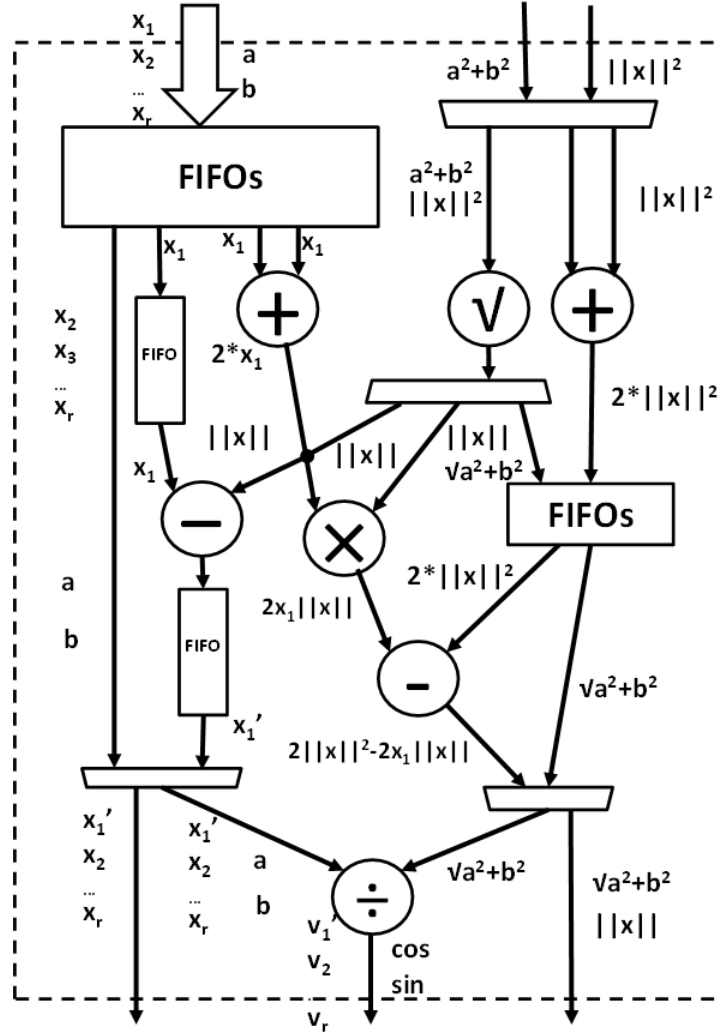 x₁
x₂ a
... b
xᵣ
a²+b² ||x||²
FIFOs
a²+b²
||x||² ||x||²
x₁ x₁ x₁
+ √ +
x₂
x₃
...
xᵣ
FIFO
2*x₁
2*||x||²
||x|| ||x|| ||x||
√a²+b²
x₁
− × FIFOs
a
b
FIFO
2x₁||x||
2*||x||²
-
√a²+b²
x₁'
2||x||²-2x₁||x||
x₁'
x₂
...
xᵣ
x₁'
x₂ a
... b
xᵣ
÷
√a²+b²
√a²+b²
||x||
v₁' cos
v₂ sin
...
vᵣ